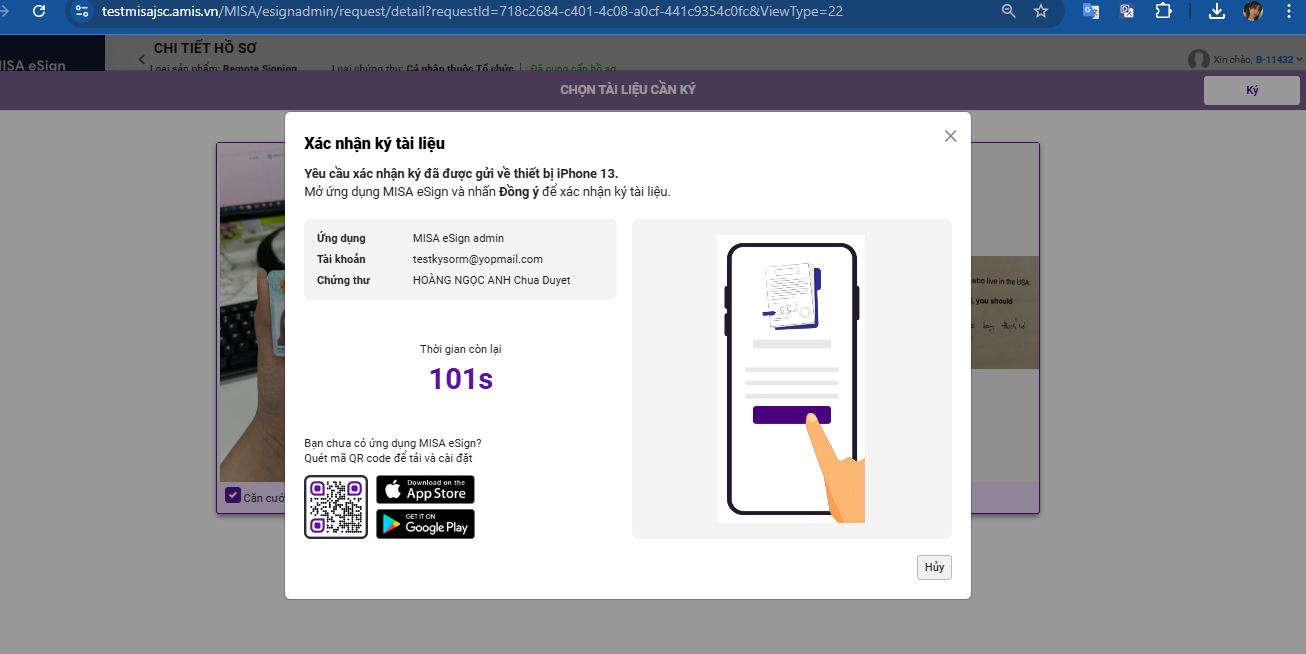 testmisajsc.amis.vn/MISA/esignadmin/request/detail?requestId=718c2684-c401-4c08-a0cf-441c9354c0fc&ViewType=22
MISA eSign
CHI TIẾT HỒ SƠ
Loại sản phẩm: Remote Signing
Loại chứng thư: Cá nhân thuộc Tổ chức
Đã cung cấp hồ sơ
Xin chào, B-11432
CHỌN TÀI LIỆU CẦN KÝ
Ký
Xác nhận ký tài liệu
Yêu cầu xác nhận ký đã được gửi về thiết bị iPhone 13.
Mở ứng dụng MISA eSign và nhấn Đồng ý để xác nhận ký tài liệu.
Ứng dụng MISA eSign admin
Tài khoản testkysorm@yopmail.com
Chứng thư HOÀNG NGỌC ANH Chua Duyet
Thời gian còn lại
101s
Bạn chưa có ứng dụng MISA eSign?
Quét mã QR code để tải và cài đặt
Download on the
App Store
GET IT ON
Google Play
Hủy
Căn cướ
who live in the USA.
you should